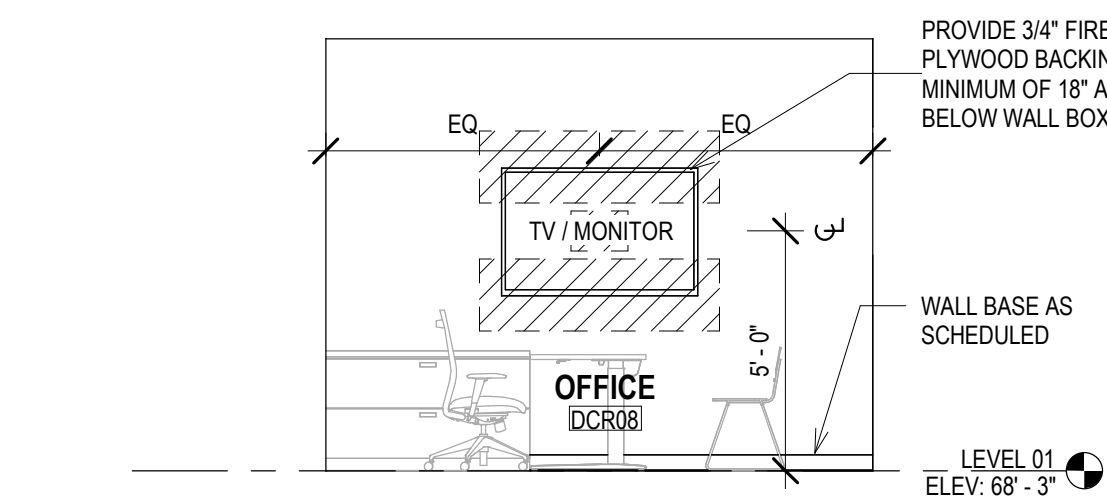 PROVIDE 3/4" FIRE
PLYWOOD BACKIN
MINIMUM OF 18" A
BELOW WALL BOX
EQ
EQ
TV / MONITOR
WALL BASE AS
SCHEDULED
5' - 0"
OFFICE
DCR08
LEVEL 01
ELEV: 68' - 3"